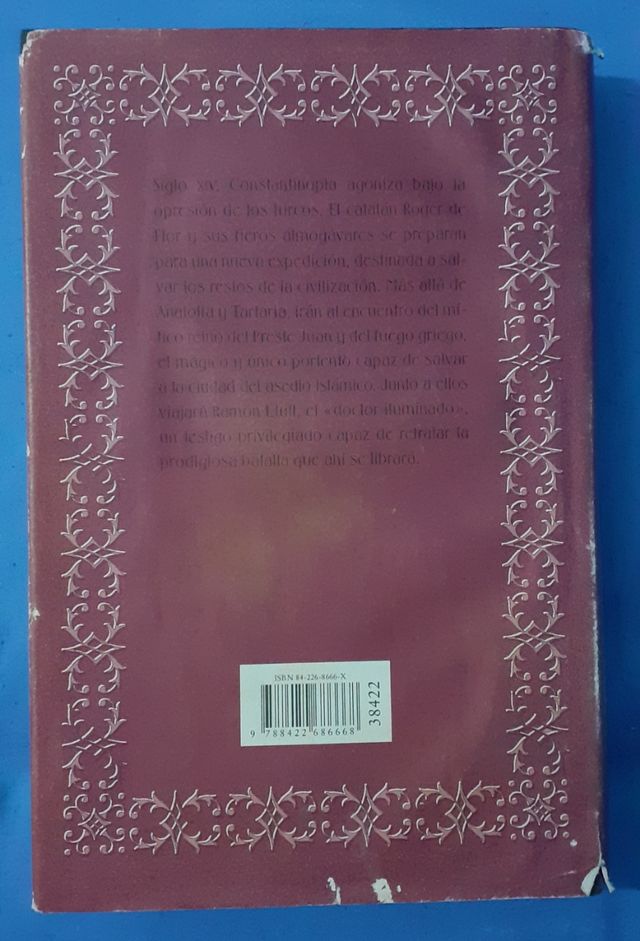 Siglo XIV. Constantinopla agoniza bajo la
opresión de los turcos. El catalán Roger de
Flor y sus fieros almogávares se preparan
para una nueva expedición, destinada a sal-
var los restos de la civilización. Más allá de
Anatolia y Tartaria, irán al encuentro del mí-
tico reino del Preste Juan y del fuego griego,
el mágico y único portento capaz de salvar
a la ciudad del asedio islámico. Junto a ellos
viajará Ramón Llull, el «doctor iluminado»,
un testigo privilegiado capaz de retratar la
prodigiosa batalla que ahí se librará.
ISBN 84-226-8666-X
38422
9 788422 686668